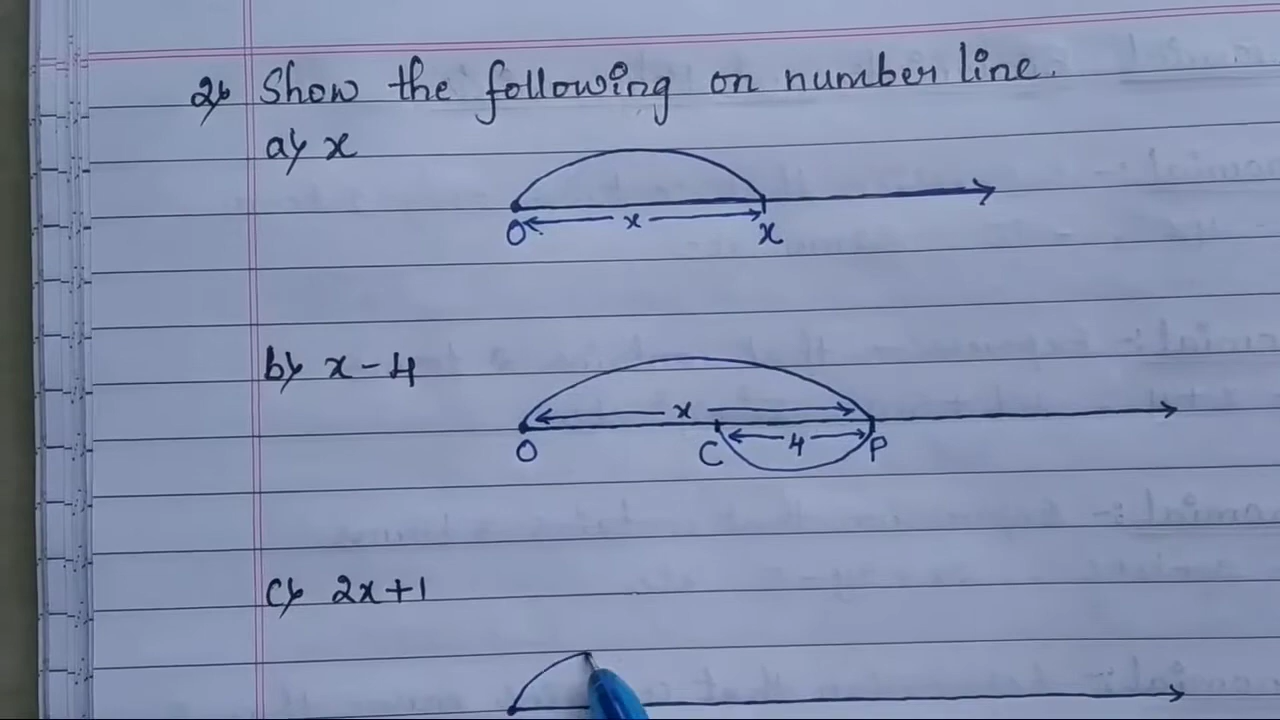 2) Show the following on number line.
a) x
x
O x
b) x - 4
x
4
O C P
c) 2x + 1